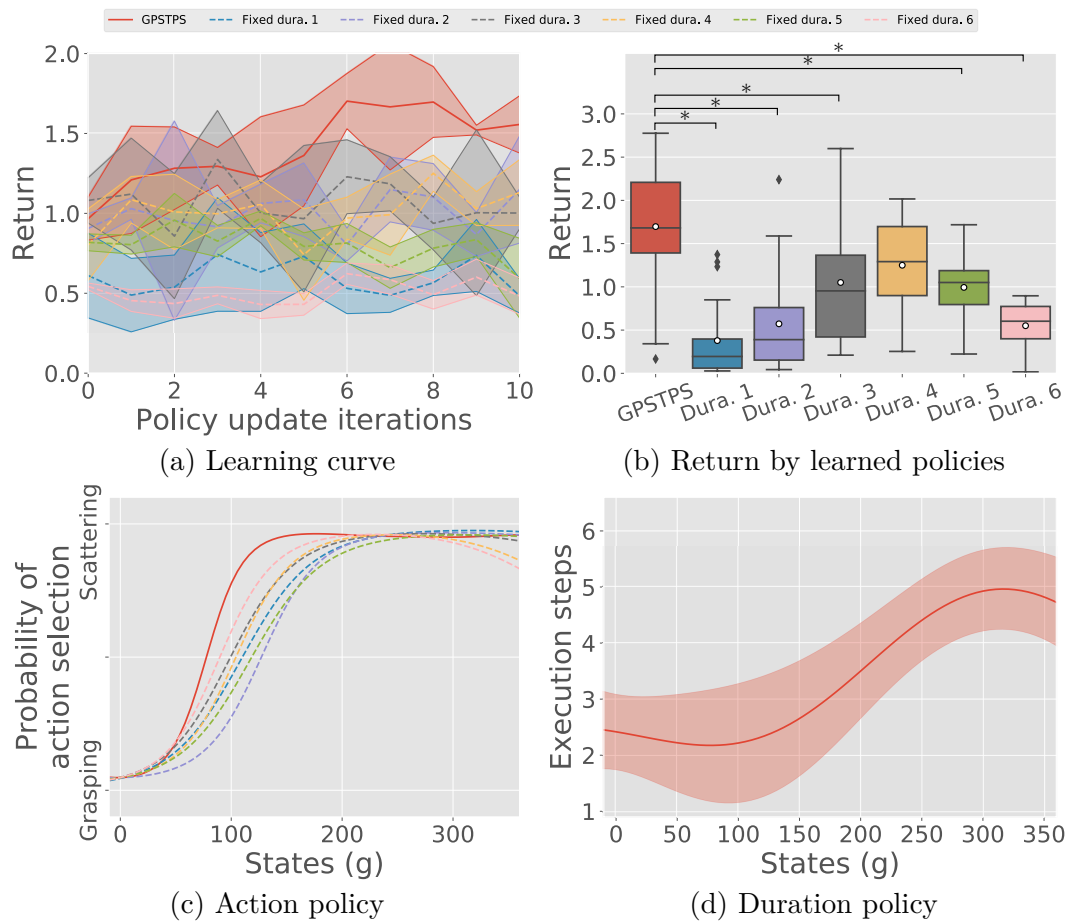 GPSTPS Fixed dura. 1 Fixed dura. 2 Fixed dura. 3 Fixed dura. 4 Fixed dura. 5 Fixed dura. 6
Return
2.0
1.5
1.0
0.5
0.0
0 2 4 6 8 10
Policy update iterations
(a) Learning curve
Return
3.0
2.5
2.0
1.5
1.0
0.5
0.0
* * * * *
GPSTPS Dura. 1 Dura. 2 Dura. 3 Dura. 4 Dura. 5 Dura. 6
(b) Return by learned policies
Probability of
action selection
Scattering
Grasping
0 100 200 300
States (g)
(c) Action policy
Execution steps
6
5
4
3
2
1
0 50 100 150 200 250 300 350
States (g)
(d) Duration policy